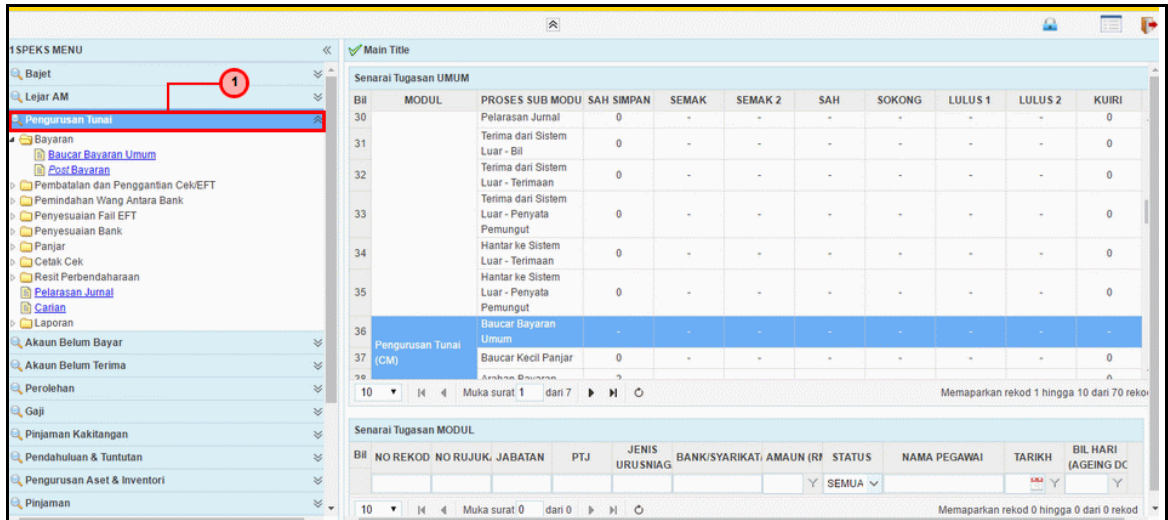 1SPEKS MENU
Bajet
Lejar AM
1
Pengurusan Tunai
Bayaran
Baucar Bayaran Umum
Post Bayaran
Pembatalan dan Penggantian Cek/EFT
Pemindahan Wang Antara Bank
Penyesuaian Fail EFT
Penyesuaian Bank
Panjar
Cetak Cek
Resit Perbendaharaan
Pelarasan Jurnal
Carian
Laporan
Akaun Belum Bayar
Akaun Belum Terima
Perolehan
Gaji
Pinjaman Kakitangan
Pendahuluan & Tuntutan
Pengurusan Aset & Inventori
Pinjaman
Main Title
Senarai Tugasan UMUM
Bil MODUL PROSES SUB MODU SAH SIMPAN SEMAK SEMAK 2 SAH SOKONG LULUS 1 LULUS 2 KUIRI
30 Pelarasan Jurnal 0 - - - - - - 0
Terima dari Sistem
31 Luar - Bil 0 - - - - - - 0
Terima dari Sistem
32 Luar - Terimaan 0 - - - - - - 0
Terima dari Sistem
33 Luar - Penyata 0 - - - - - - 0
Pemungut
Hantar ke Sistem
34 Luar - Terimaan 0 - - - - - - 0
Hantar ke Sistem
35 Luar - Penyata 0 - - - - - - 0
Pemungut
36 Baucar Bayaran Umum - - - - - - - -
Pengurusan Tunai (CM)
37 Baucar Kecil Panjar 0 - - - - - - 0
38 Arahan Bayaran 2 0
10 Muka surat 1 dari 7 Memaparkan rekod 1 hingga 10 dari 70 reko
Senarai Tugasan MODUL
Bil NO REKOD NO RUJUK JABATAN PTJ JENIS URUSNIAG BANK/SYARIKAT AMAUN (RM STATUS NAMA PEGAWAI TARIKH BIL HARI (AGEING DO
SEMUA
10 Muka surat 0 dari 0 Memaparkan rekod 0 hingga 0 dari 0 rekod